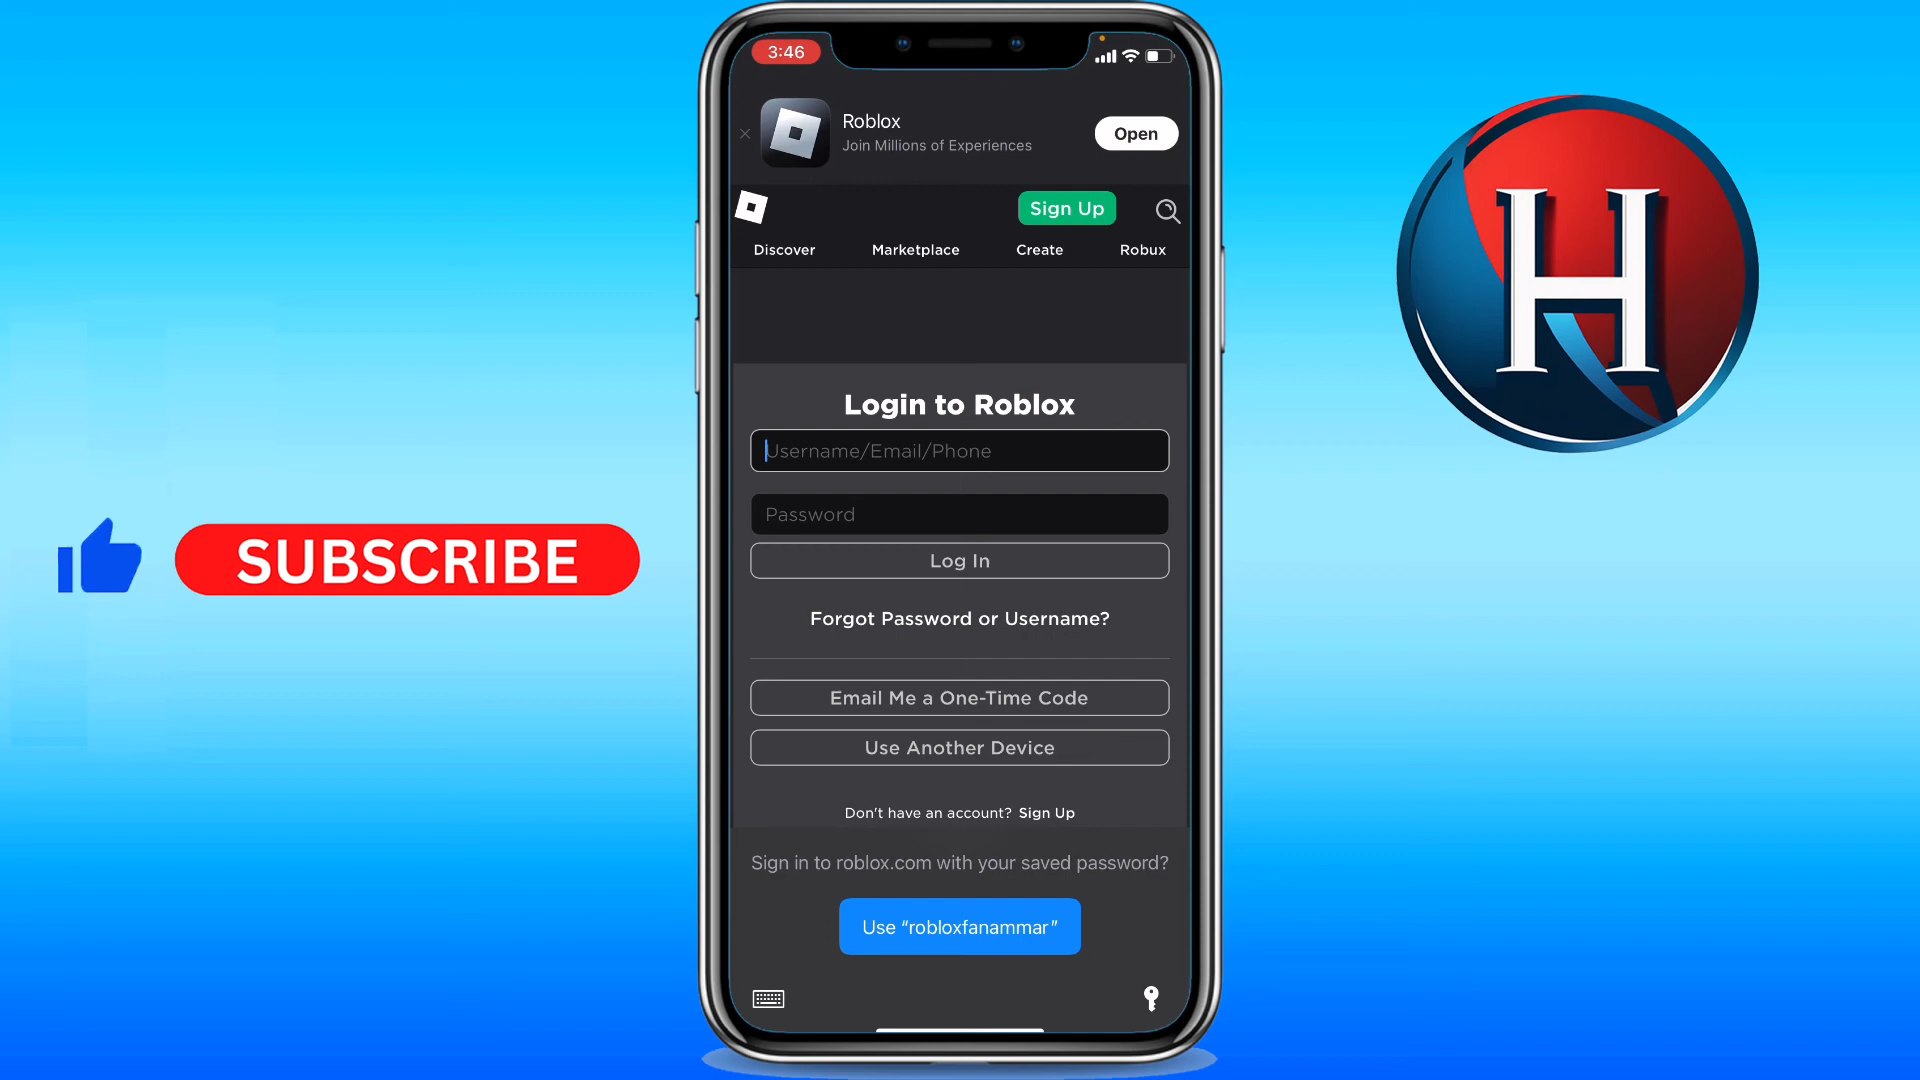 3:46
Roblox
Join Millions of Experiences
Open
Sign Up
Discover Marketplace Create Robux
Login to Roblox
Username/Email/Phone
Password
Log In
Forgot Password or Username?
Email Me a One-Time Code
Use Another Device
Don't have an account? Sign Up
Sign in to roblox.com with your saved password?
Use “robloxfanammar”
SUBSCRIBE
H